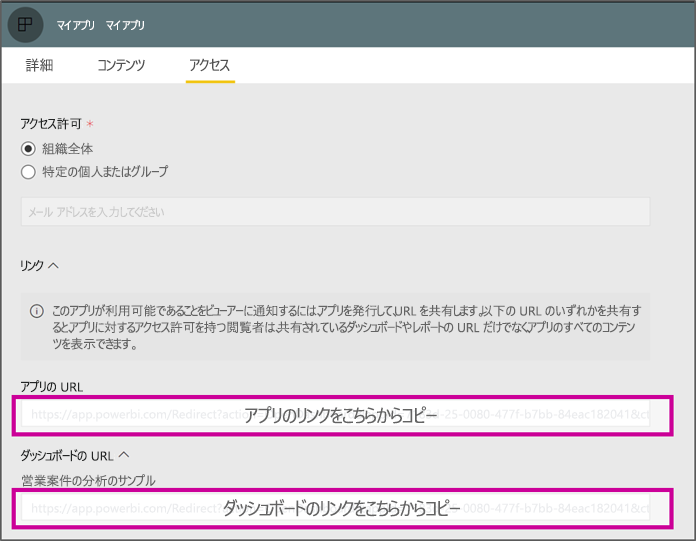 マイアプリ マイアプリ
詳細 コンテンツ アクセス
アクセス許可 *
組織全体
特定の個人またはグループ
メール アドレスを入力してください
リンク
このアプリが利用可能であることをビューアーに通知するには、アプリを発行して、URL を共有します。以下の URL のいずれかを共有す
ると、アプリに対するアクセス許可を持つ閲覧者は、共有されているダッシュボードやレポートの URL だけでなくアプリのすべてのコンテン
ツを表示できます。
アプリの URL
https://app.powerbi.com/Redirect?action アプリのリンクをこちらからコピー -25-0080-477f-b7bb-84eac182041&ct
ダッシュボードの URL
営業案件の分析のサンプル
https://app.powerbi.com/Redirect? ダッシュボードのリンクをこちらからコピー -0080-477f-b7bb-84eac182041&ct